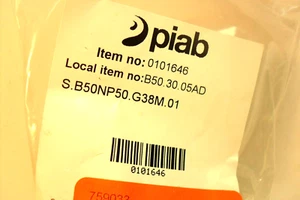 piab
Item no: 0101646
Local item no: B50.30.05AD
S.B50NP50.G38M.01
0101646